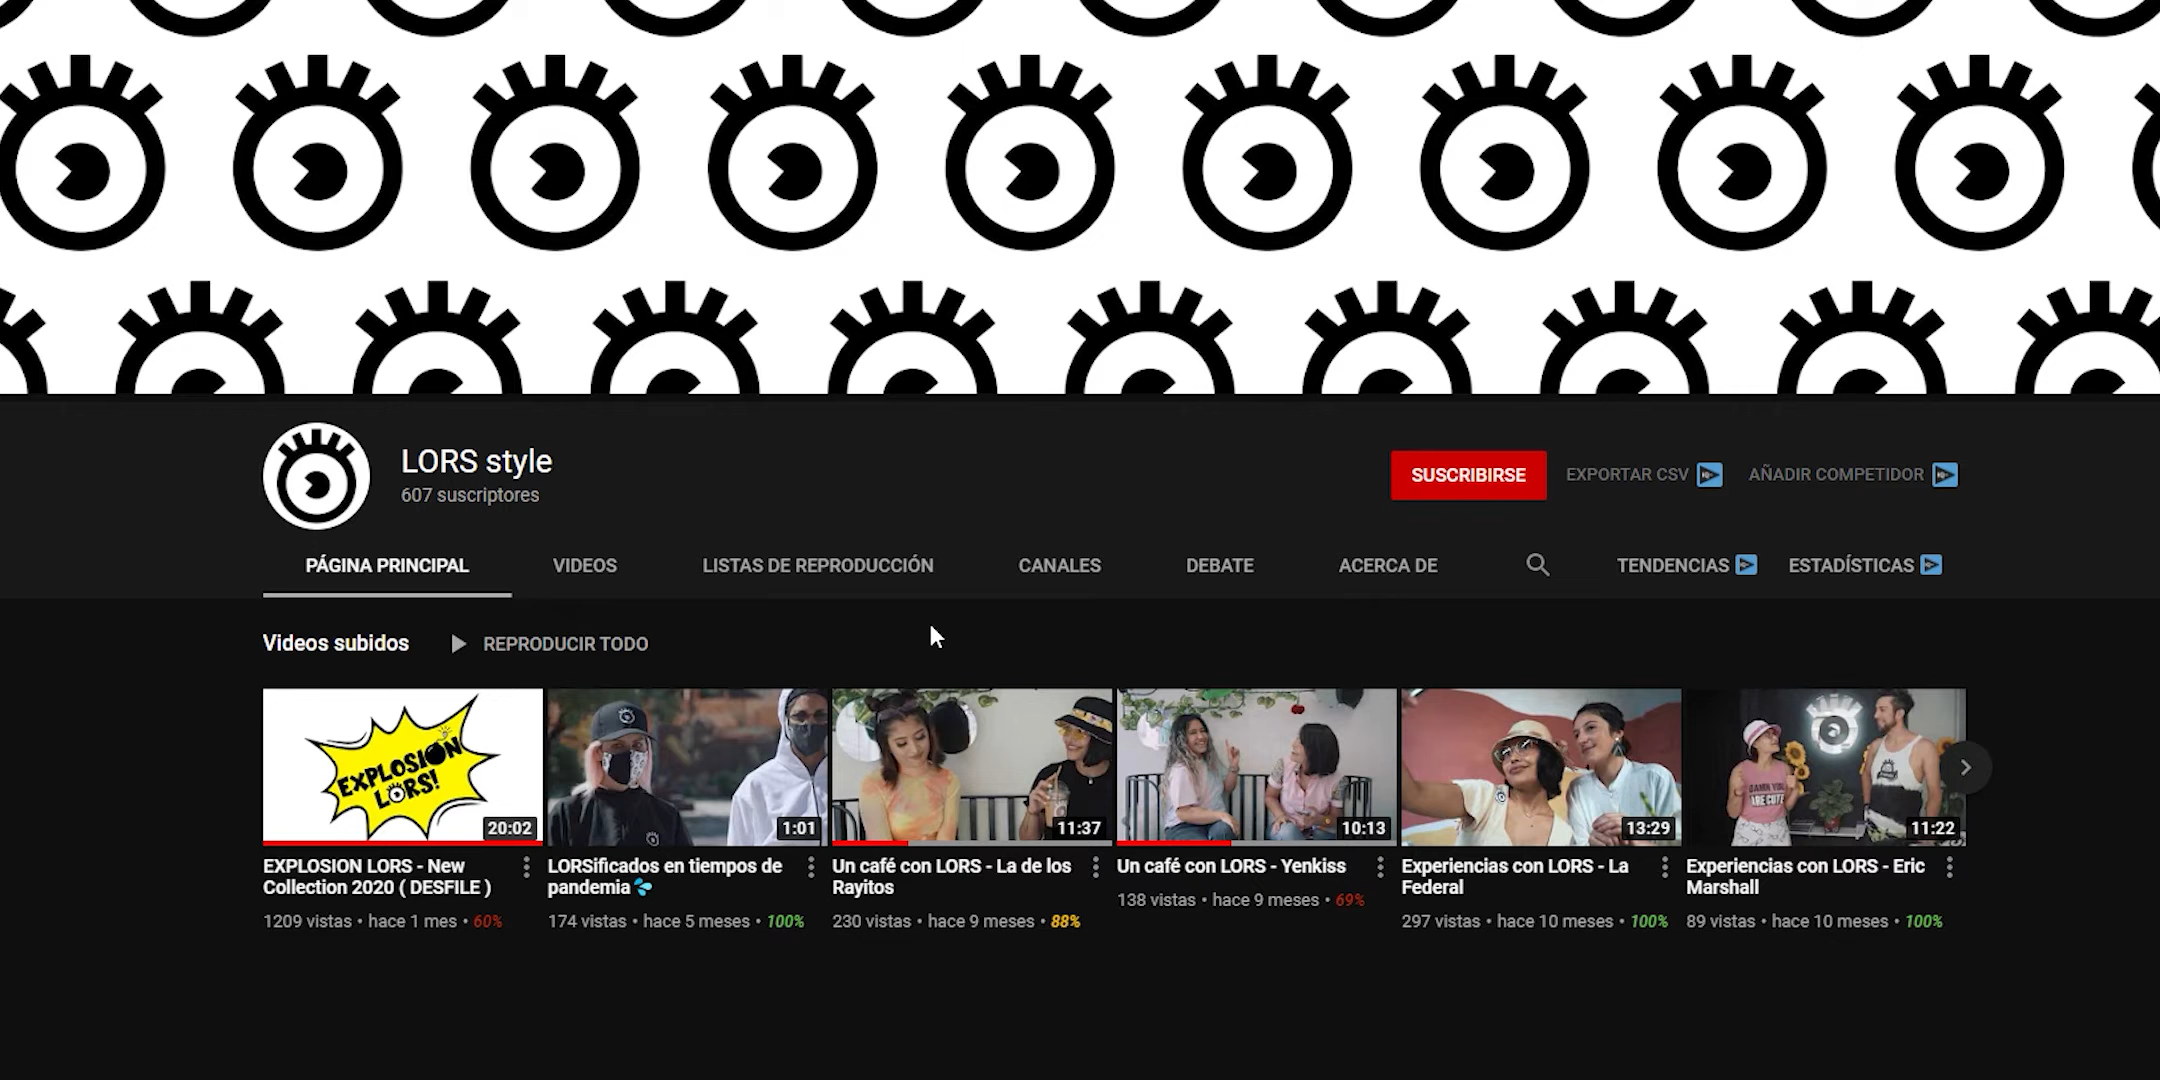 LORS style
607 suscriptores
SUSCRIBIRSE
EXPORTAR CSV
AÑADIR COMPETIDOR
PÁGINA PRINCIPAL
VIDEOS
LISTAS DE REPRODUCCIÓN
CANALES
DEBATE
ACERCA DE
TENDENCIAS
ESTADÍSTICAS
Videos subidos
REPRODUCIR TODO
EXPLOSION
LORS!
20:02
EXPLOSION LORS - New
Collection 2020 ( DESFILE )
1209 vistas • hace 1 mes • 60%
1:01
LORSificados en tiempos de
pandemia💦
174 vistas • hace 5 meses • 100%
11:37
Un café con LORS - La de los
Rayitos
230 vistas • hace 9 meses • 88%
10:13
Un café con LORS - Yenkiss
138 vistas • hace 9 meses • 69%
13:29
Experiencias con LORS - La
Federal
297 vistas • hace 10 meses • 100%
DAMN YOU
ARE CUTE
11:22
Experiencias con LORS - Eric
Marshall
89 vistas • hace 10 meses • 100%